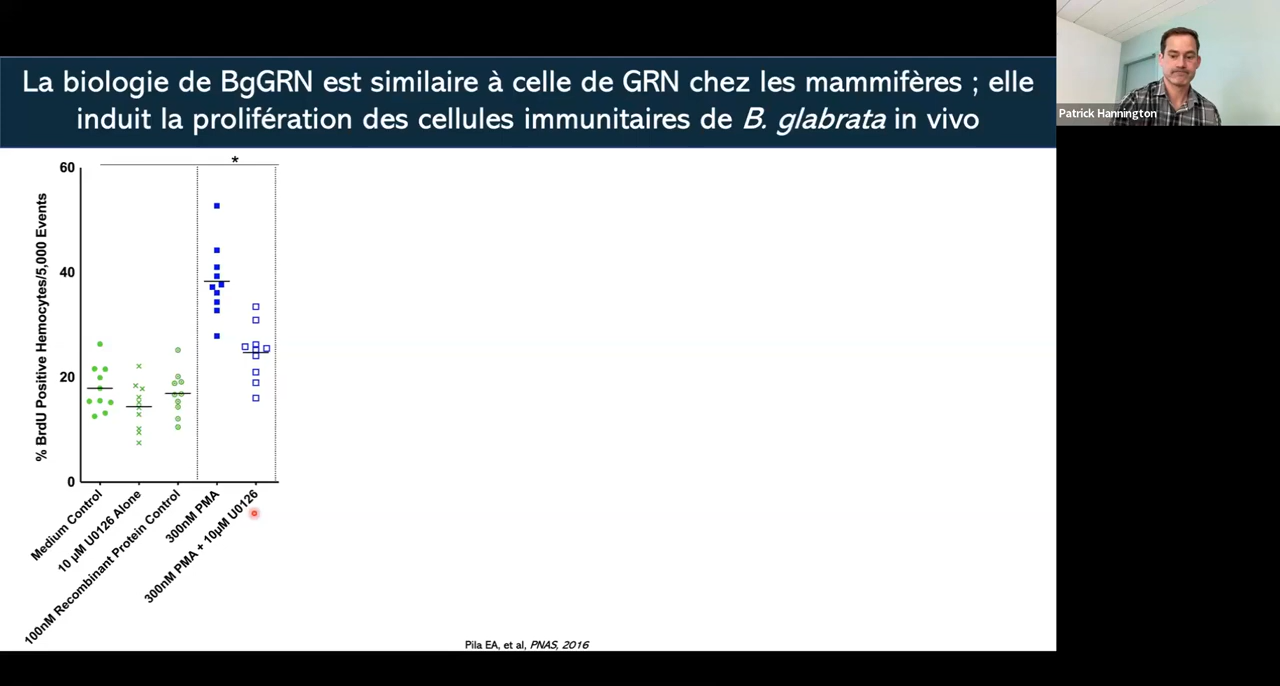 La biologie de BgGRN est similaire à celle de GRN chez les mammifères ; elle
induit la prolifération des cellules immunitaires de B. glabrata in vivo
Patrick Hannington
*
% BrdU Positive Hemocytes/5,000 Events
60
40
20
0
Medium Control
10 µM U0126 Alone
100nM Recombinant Protein Control
300nM PMA
300nM PMA + 10µM U0126
Pila EA, et al, PNAS, 2016